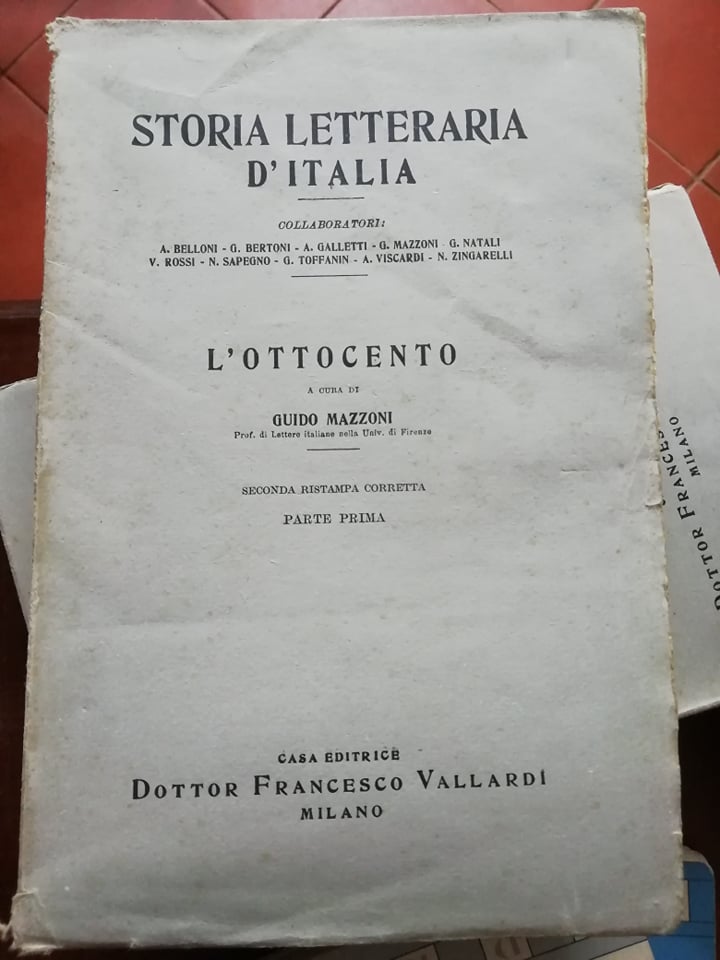 STORIA LETTERARIA
D'ITALIA
COLLABORATORI:
A. BELLONI - G. BERTONI - A. GALLETTI - G. MAZZONI - G. NATALI
V. ROSSI - N. SAPEGNO - G. TOFFANIN - A. VISCARDI - N. ZINGARELLI
L'OTTOCENTO
A CURA DI
GUIDO MAZZONI
Prof. di Lettere italiane nella Univ. di Firenze
SECONDA RISTAMPA CORRETTA
PARTE PRIMA
CASA EDITRICE
DOTTOR FRANCESCO VALLARDI
MILANO
DOTTOR FRANCES
MILANO